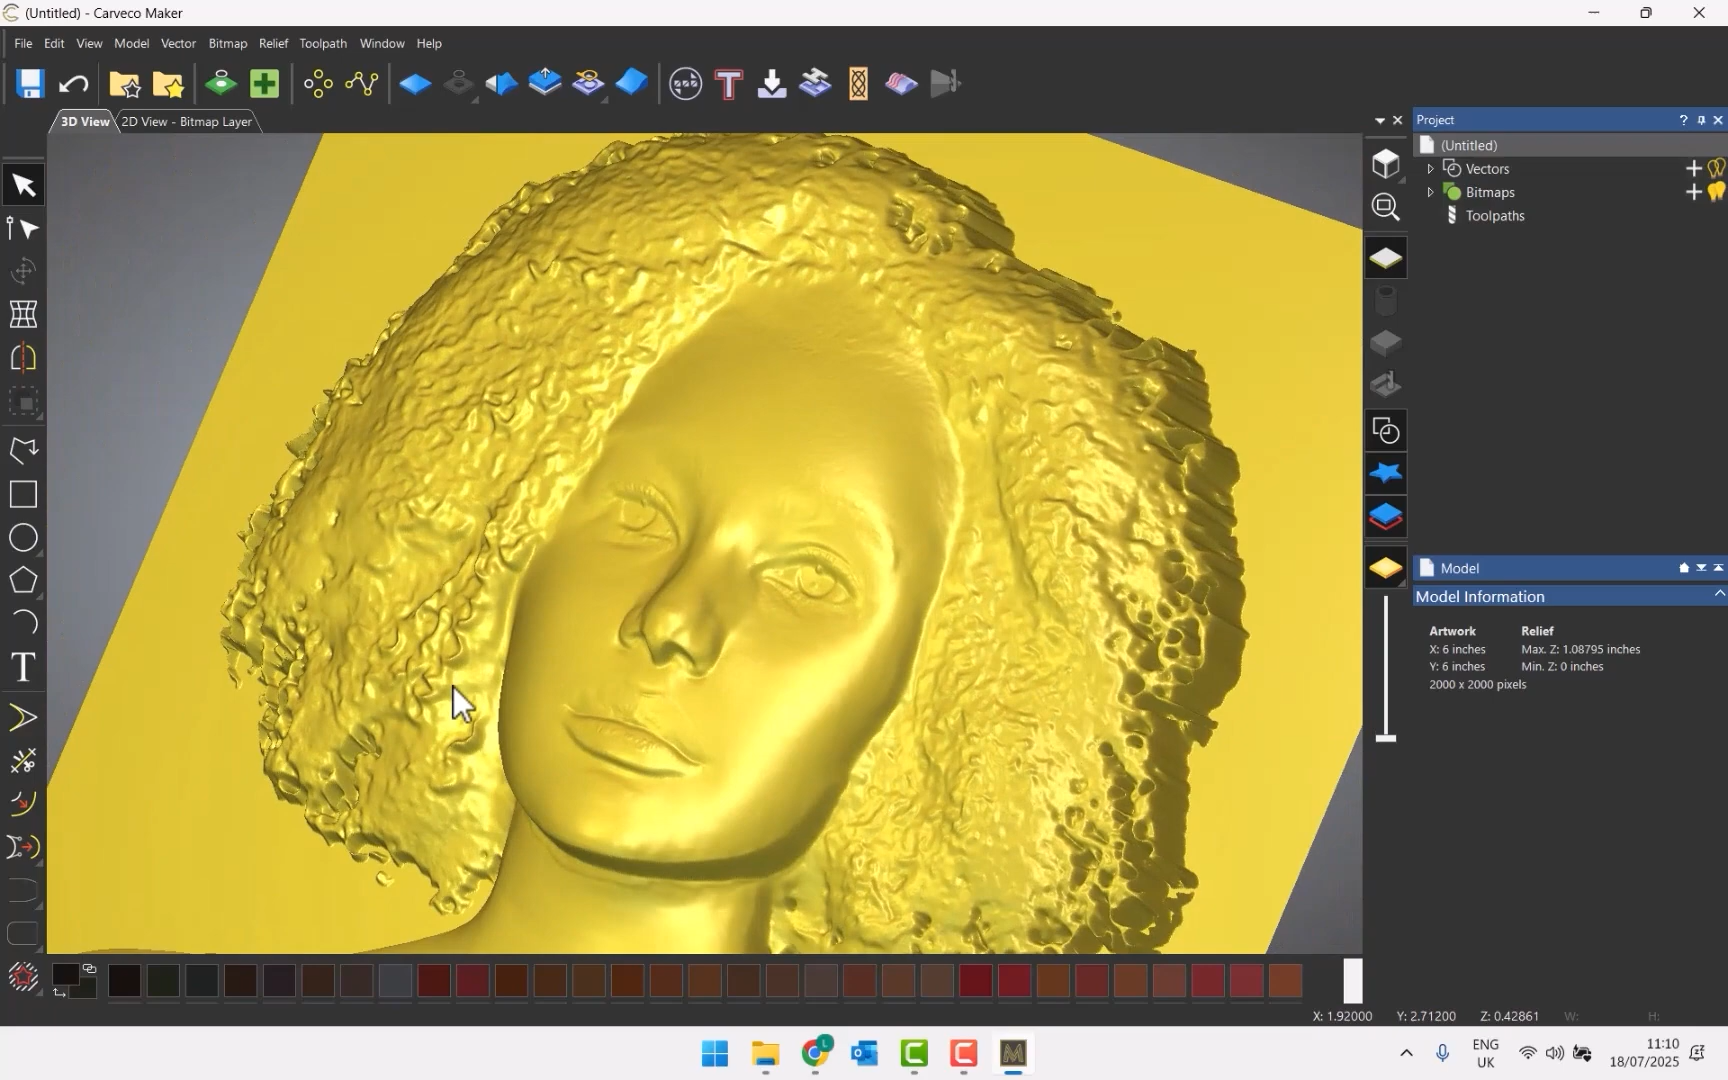 (Untitled) - Carveco Maker
File Edit View Model Vector Bitmap Relief Toolpath Window Help
3D View 2D View - Bitmap Layer
Project
(Untitled)
Vectors
Bitmaps
Toolpaths
Model
Model Information
Artwork Relief
X: 6 inches Max. Z: 1.08795 inches
Y: 6 inches Min. Z: 0 inches
2000 x 2000 pixels
X: 1.92000 Y: 2.71200 Z: 0.42861 W: H:
ENG
UK
11:10
18/07/2025